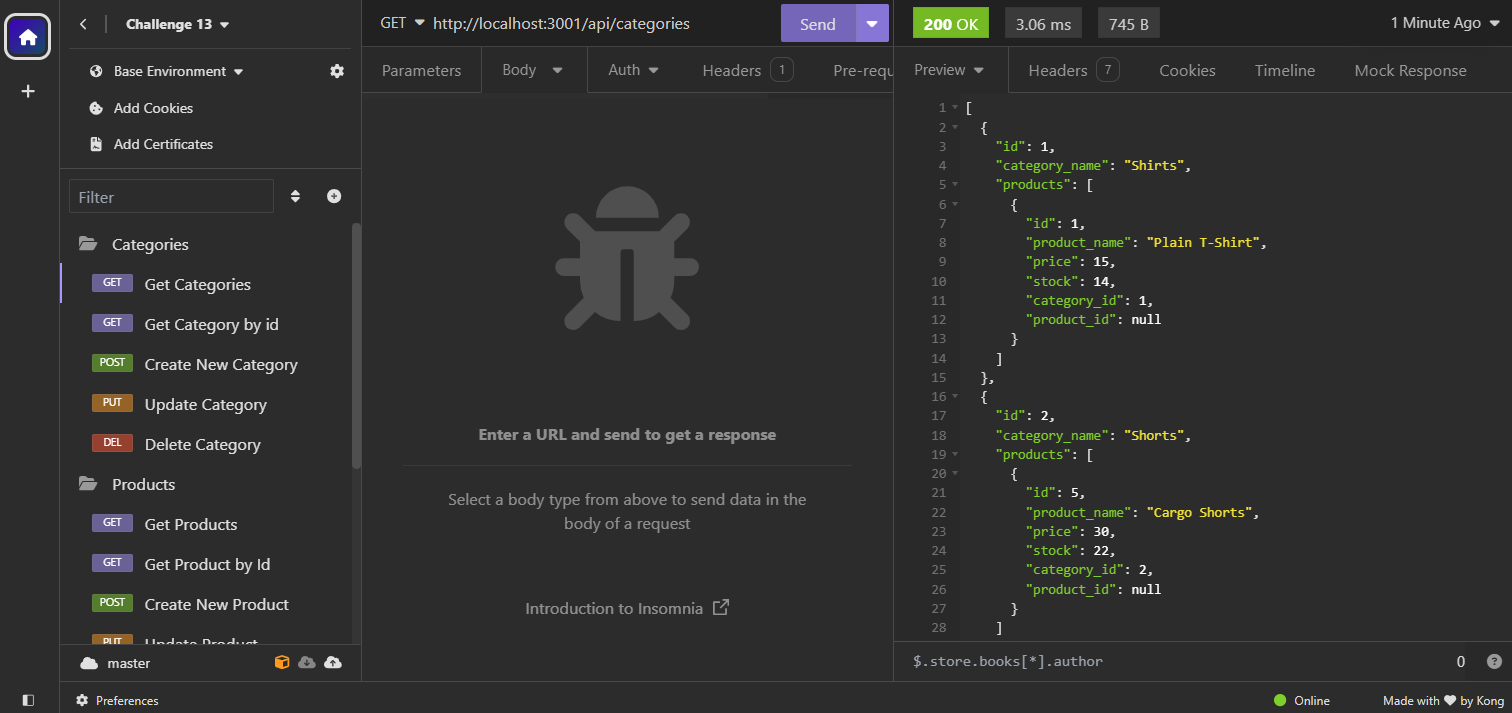 Challenge 13
Base Environment
Add Cookies
Add Certificates
Filter
Categories
GET Get Categories
GET Get Category by id
POST Create New Category
PUT Update Category
DEL Delete Category
Products
GET Get Products
GET Get Product by Id
POST Create New Product
PUT Update Product
master
Preferences
GET http://localhost:3001/api/categories
Send
Parameters Body Auth Headers 1 Pre-requ
Enter a URL and send to get a response
Select a body type from above to send data in the
body of a request
Introduction to Insomnia
200 OK 3.06 ms 745 B 1 Minute Ago
Preview Headers 7 Cookies Timeline Mock Response
1 [
2 {
3 "id": 1,
4 "category_name": "Shirts",
5 "products": [
6 {
7 "id": 1,
8 "product_name": "Plain T-Shirt",
9 "price": 15,
10 "stock": 14,
11 "category_id": 1,
12 "product_id": null
13 }
14 ]
15 },
16 {
17 "id": 2,
18 "category_name": "Shorts",
19 "products": [
20 {
21 "id": 5,
22 "product_name": "Cargo Shorts",
23 "price": 30,
24 "stock": 22,
25 "category_id": 2,
26 "product_id": null
27 }
28 ]
$.store.books[*].author 0 ?
Online Made with ❤ by Kong